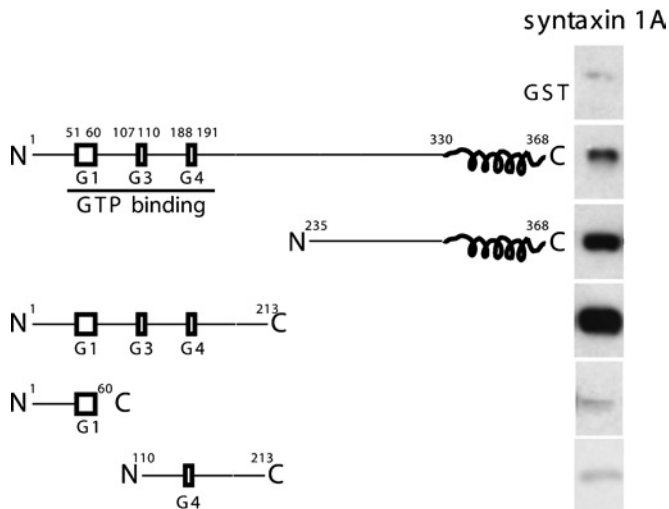 syntaxin 1A
GST
51 60 107 110 188 191 330 368
N 1 C
G1 G3 G4
GTP binding
235 368
N C
1 213
N C
G1 G3 G4
1 60
N C
G1
110 213
N C
G4